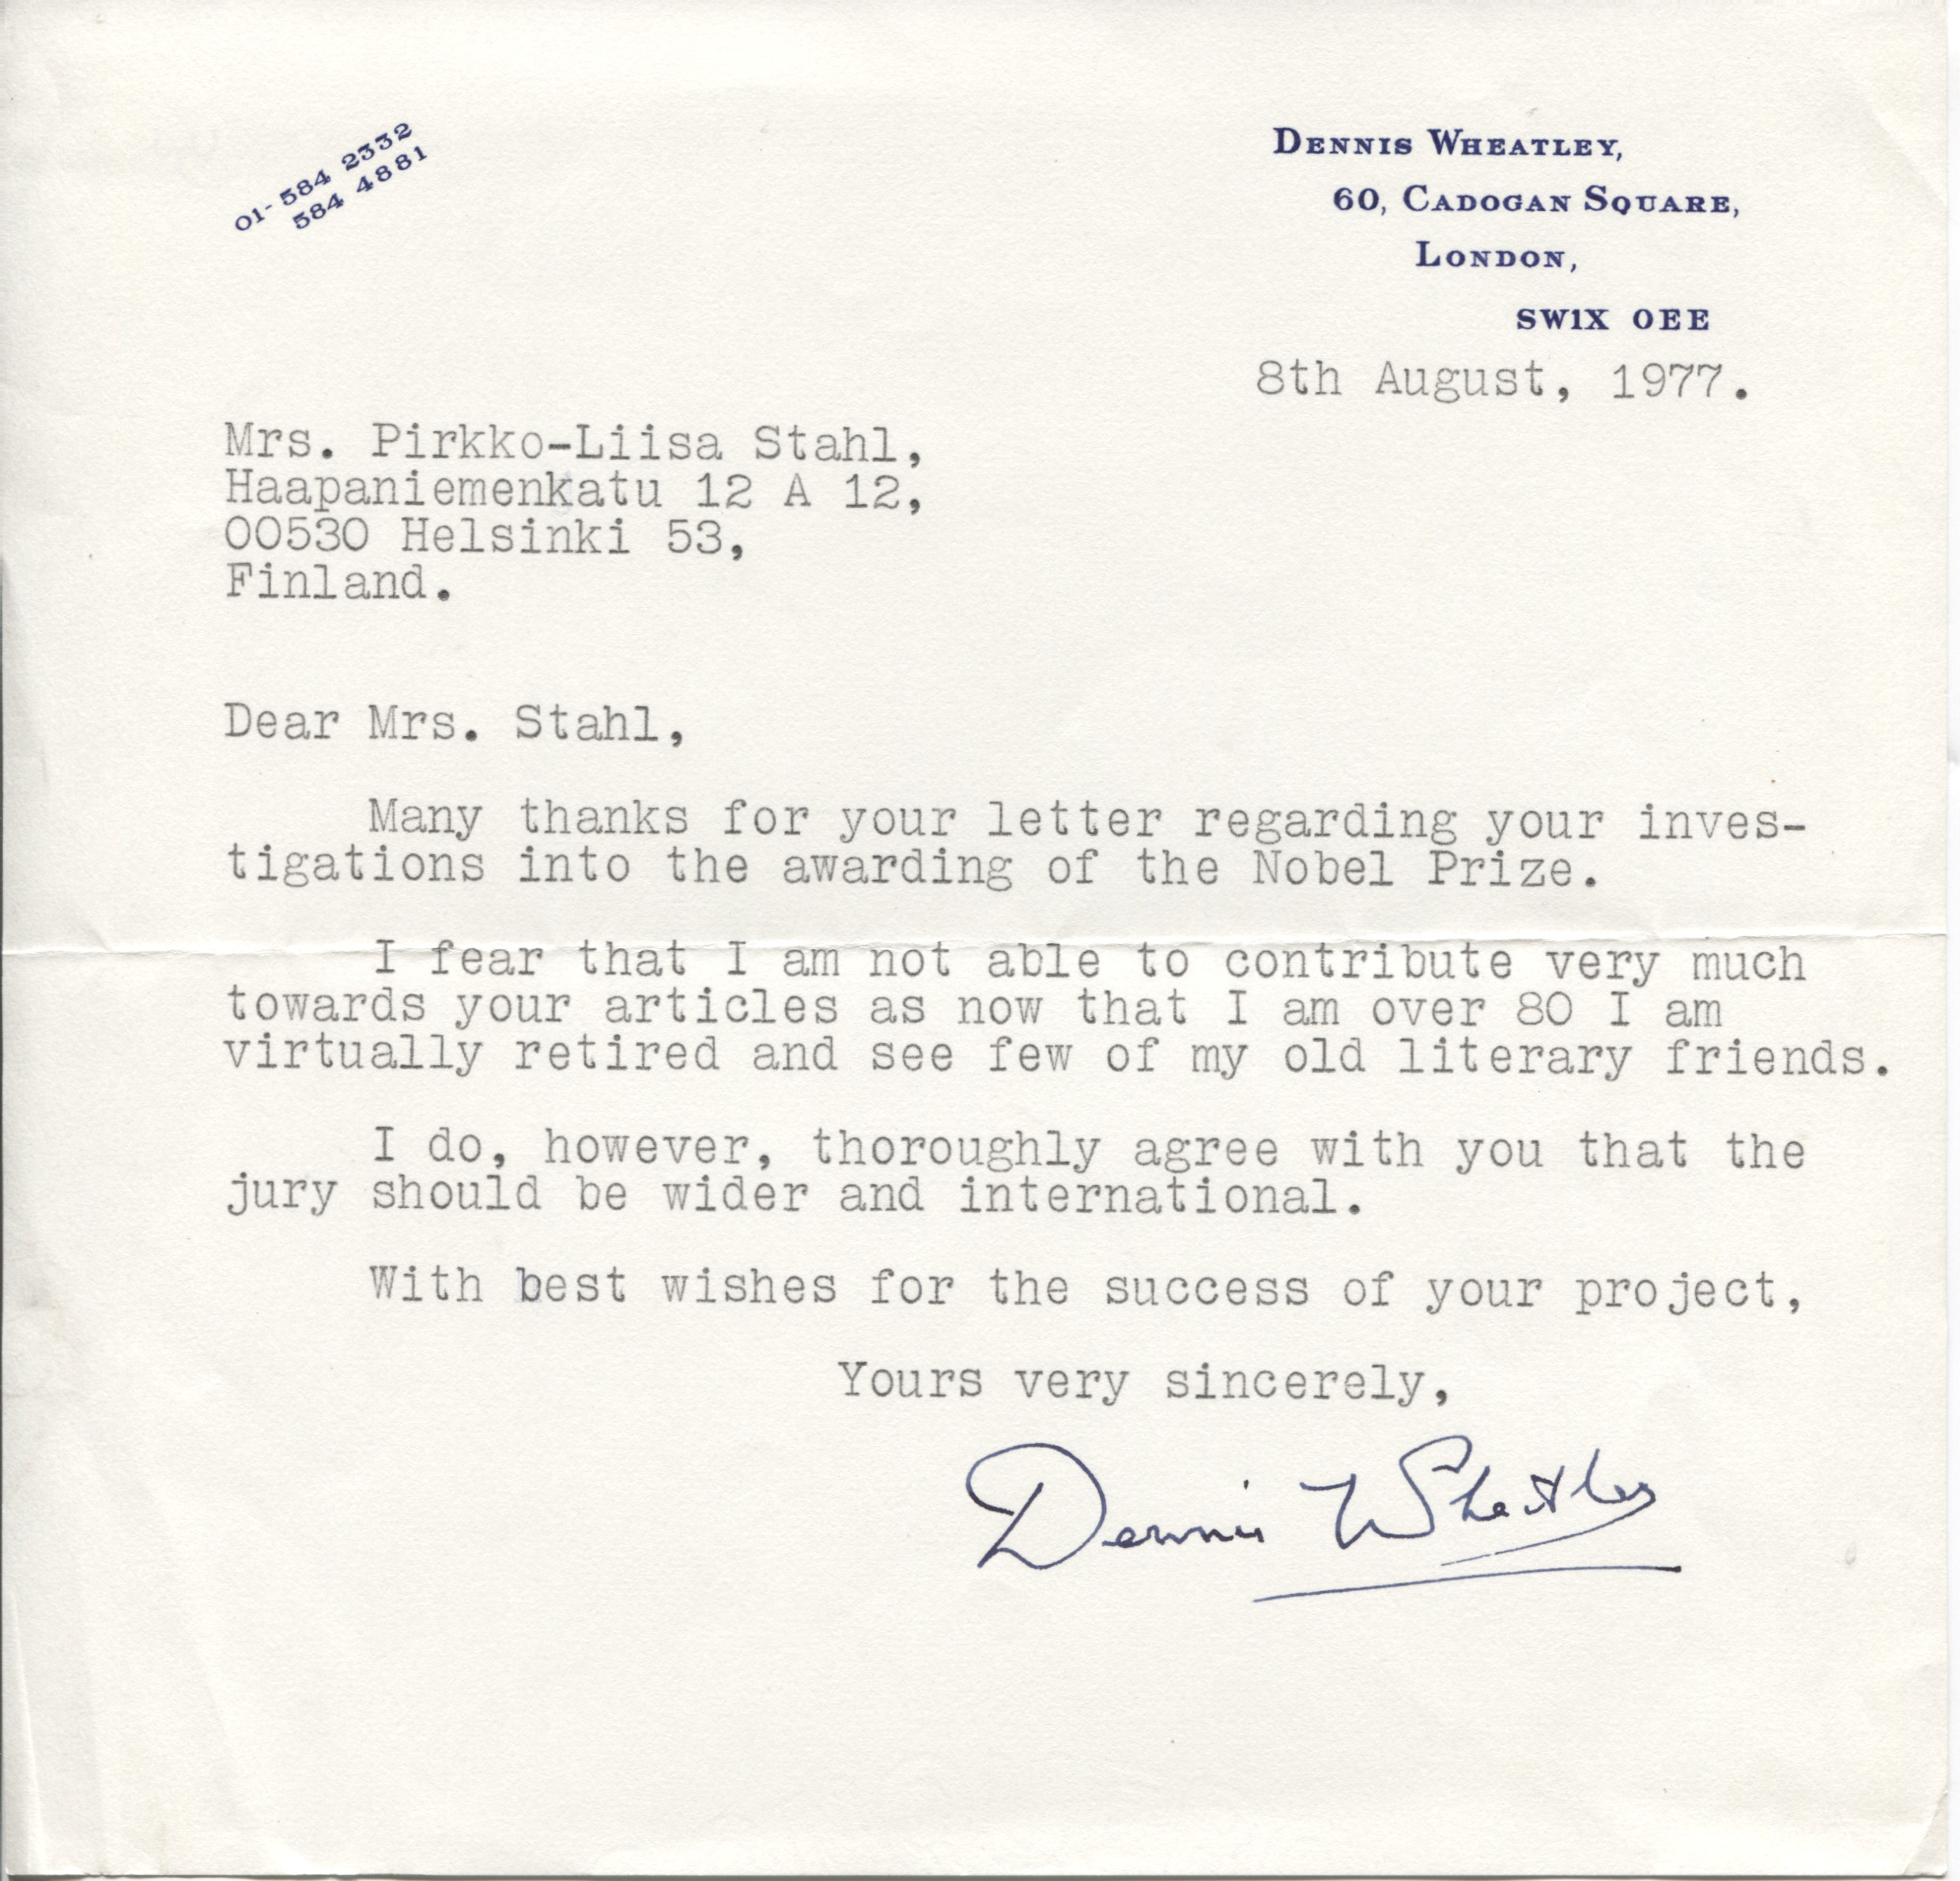 01-584 2332
584 4881
DENNIS WHEATLEY,
60, CADOGAN SQUARE,
LONDON,
SW1X OEE
8th August, 1977.
Mrs. Pirkko-Liisa Stahl,
Haapaniemenkatu 12 A 12,
00530 Helsinki 53,
Finland.
Dear Mrs. Stahl,
Many thanks for your letter regarding your inves-
tigations into the awarding of the Nobel Prize.
I fear that I am not able to contribute very much
towards your articles as now that I am over 80 I am
virtually retired and see few of my old literary friends.
I do, however, thoroughly agree with you that the
jury should be wider and international.
With best wishes for the success of your project,
Yours very sincerely,
Dennis Wheatley